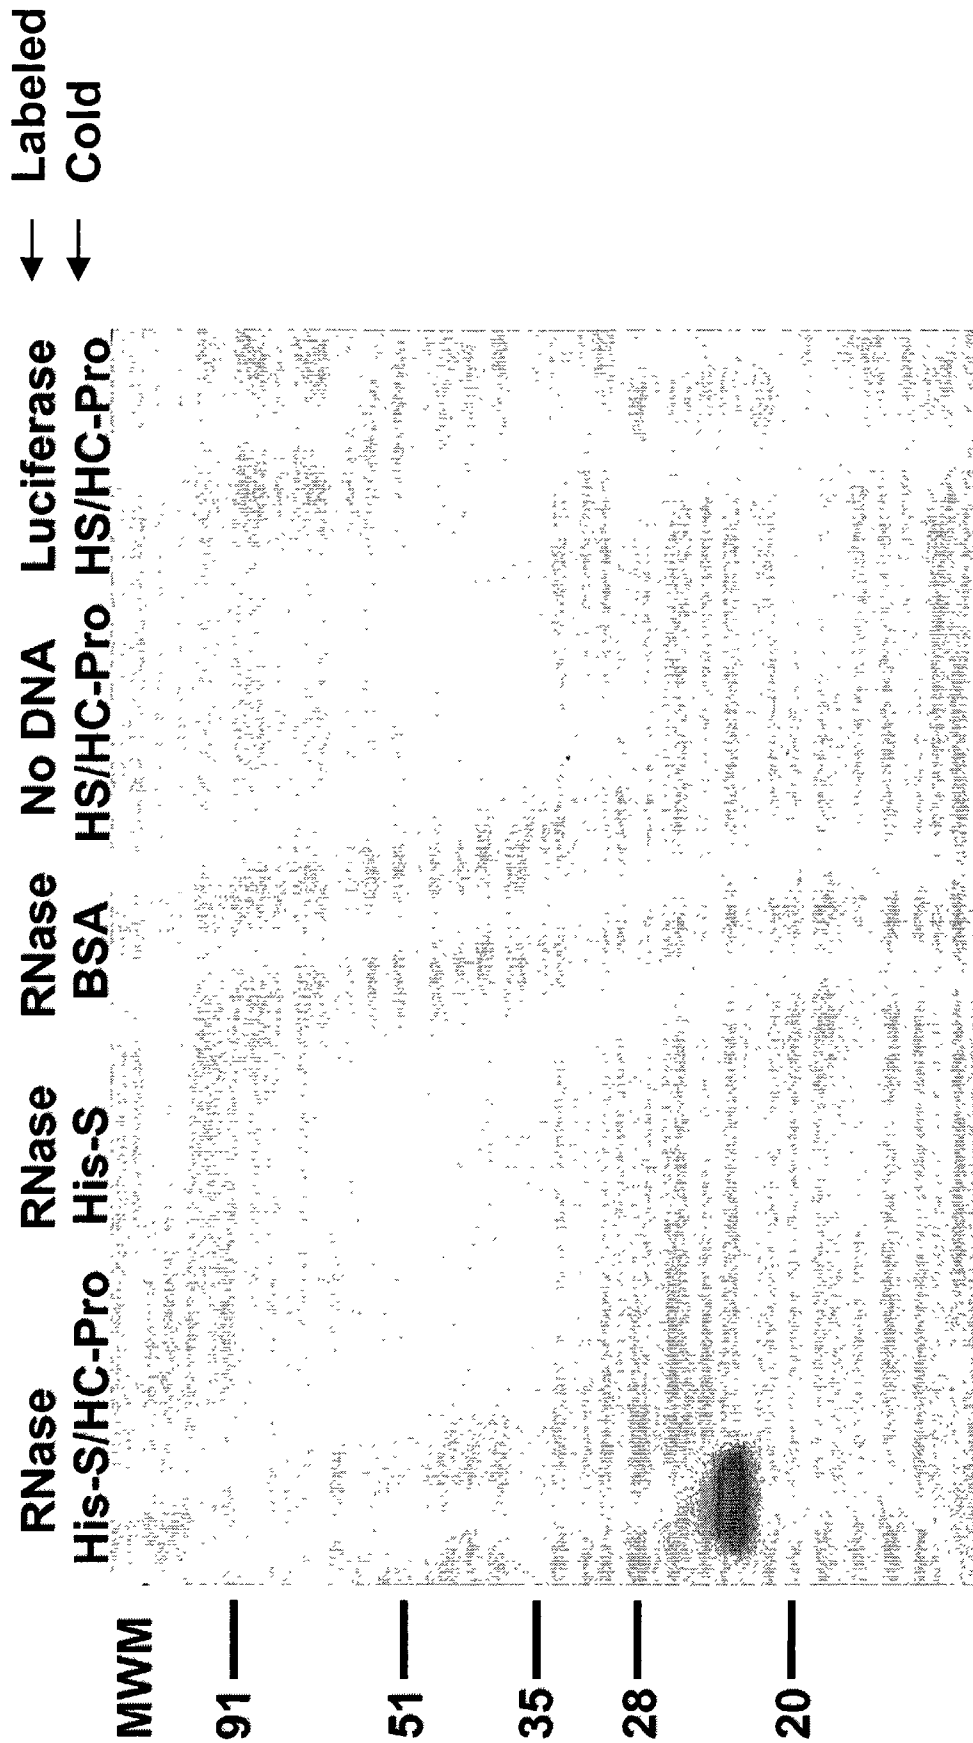 RNase RNase RNase No DNA Luciferase ← Labeled
His-S/HC-Pro His-S BSA HS/HC-Pro HS/HC-Pro ← Cold
MWM
91
51
35
28
20